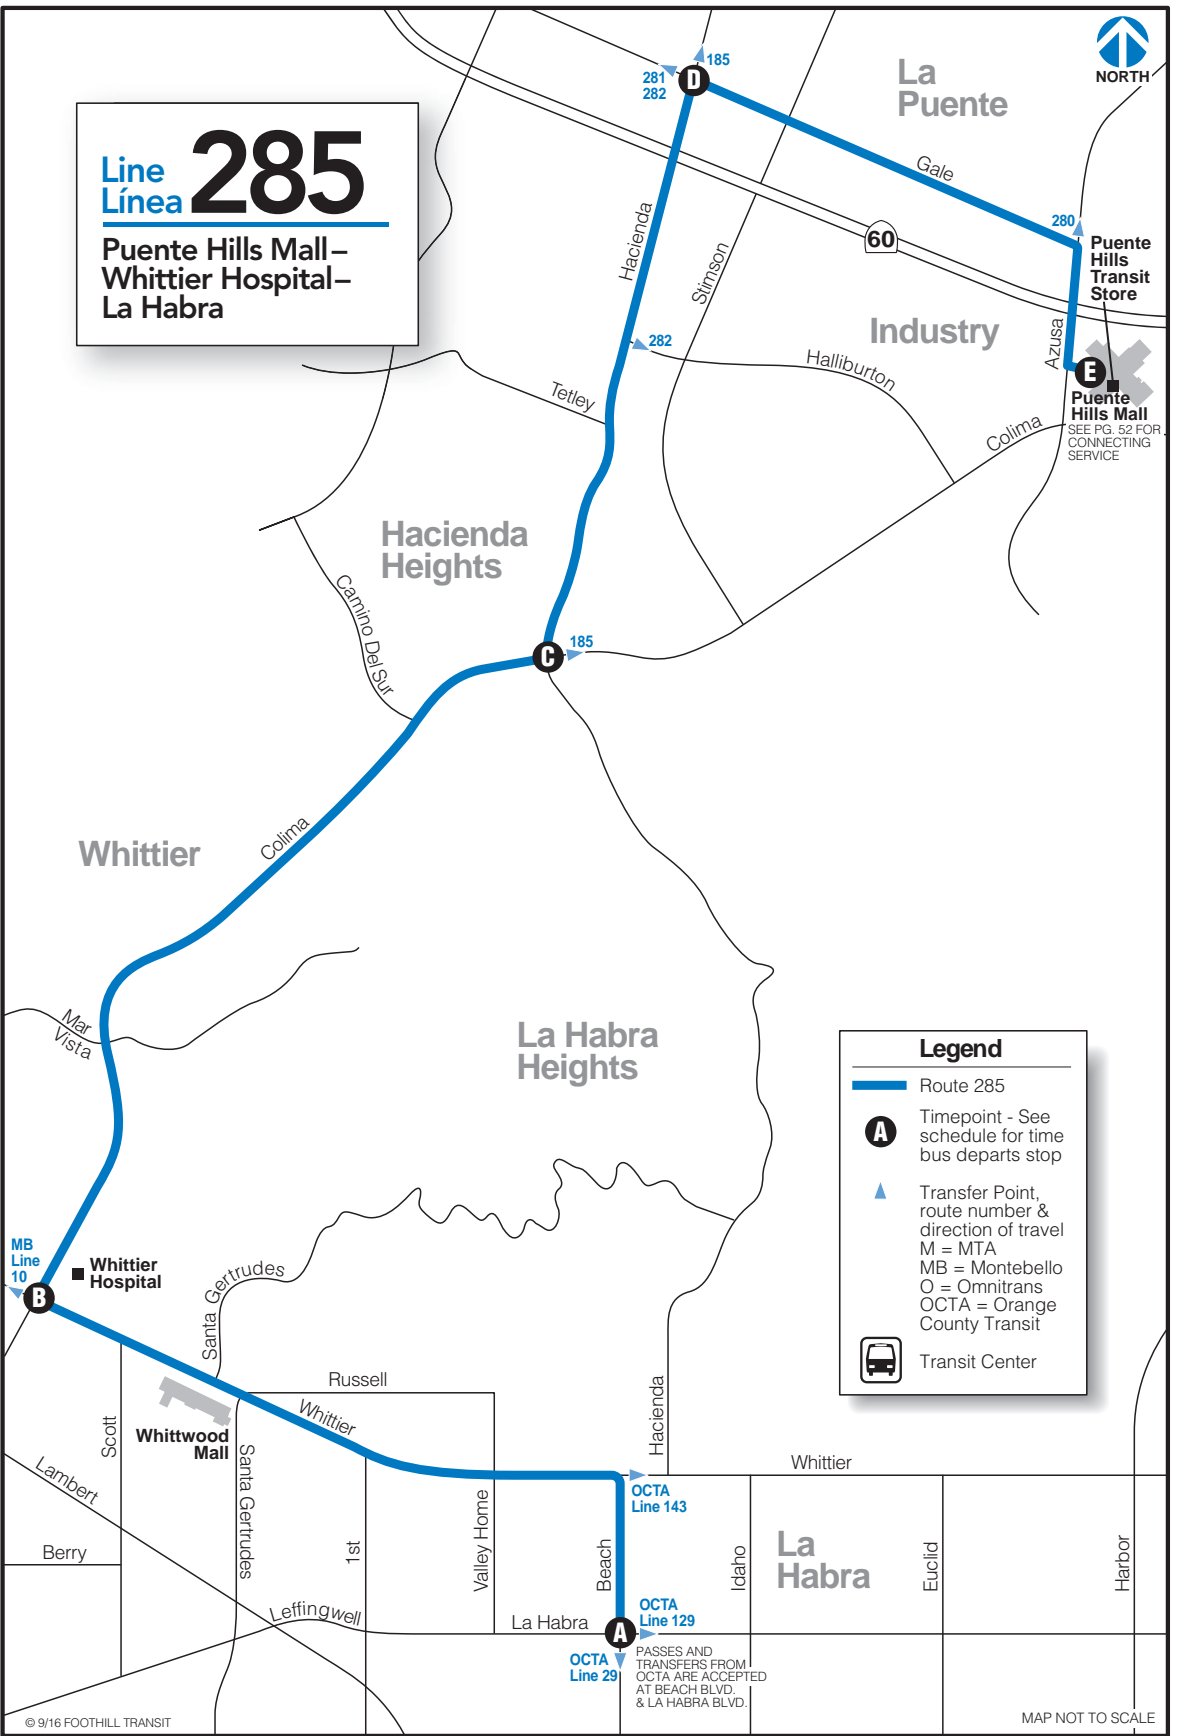 Line
Línea
285
Puente Hills Mall–
Whittier Hospital–
La Habra
NORTH
La
Puente
185
281
282
D
Gale
280
Puente
Hills
Transit
Store
60
Hacienda
Stimson
Industry
Azusa
282
Halliburton
E
Puente
Hills Mall
SEE PG. 52 FOR
CONNECTING
SERVICE
Tetley
Colima
Hacienda
Heights
Camino Del Sur
C
185
Whittier
Colima
Mar
Vista
La Habra
Heights
Legend
Route 285
A
Timepoint - See
schedule for time
bus departs stop
Transfer Point,
route number &
direction of travel
M = MTA
MB = Montebello
O = Omnitrans
OCTA = Orange
County Transit
Transit Center
MB
Line
10
B
Whittier
Hospital
Santa Gertrudes
Russell
Whittier
Whittwood
Mall
Scott
Santa Gertrudes
Lambert
Berry
1st
Valley Home
Hacienda
Whittier
OCTA
Line 143
Beach
Idaho
La
Habra
Euclid
Harbor
Leffingwell
La Habra
A
OCTA
Line 129
OCTA
Line 29
PASSES AND
TRANSFERS FROM
OCTA ARE ACCEPTED
AT BEACH BLVD.
& LA HABRA BLVD.
© 9/16 FOOTHILL TRANSIT
MAP NOT TO SCALE